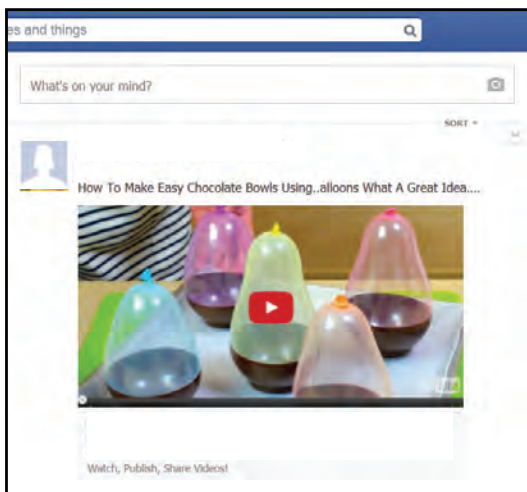 es and things
What's on your mind?
SORT
How To Make Easy Chocolate Bowls Using..alloons What A Great Idea....
Watch, Publish, Share Videos!